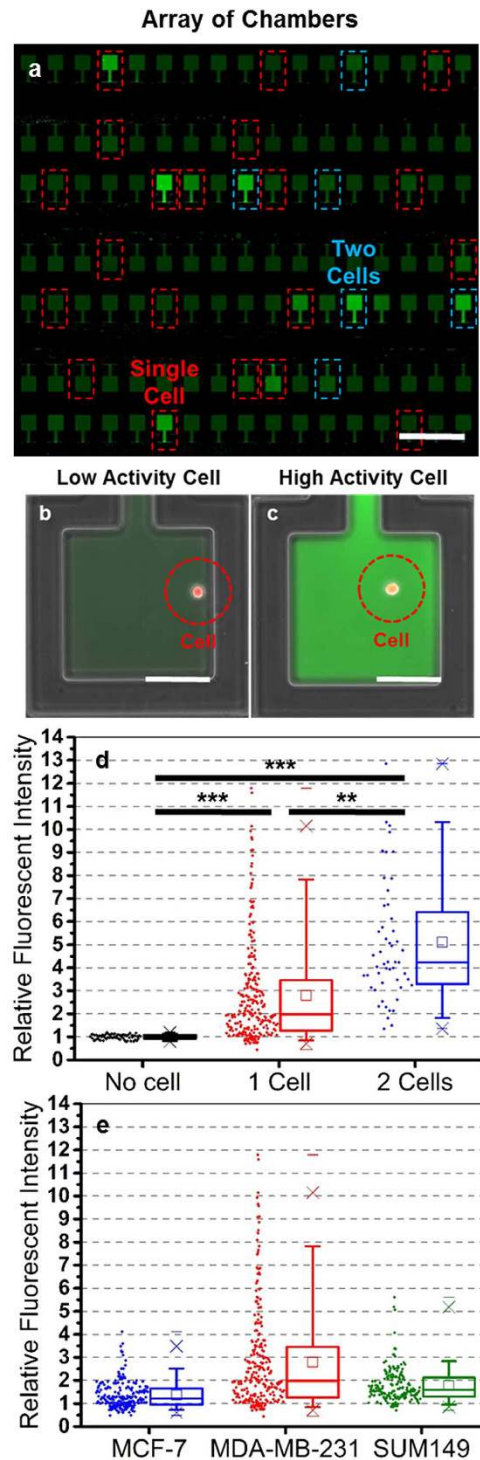 Array of Chambers
a
Two
Cells
Single
Cell
Low Activity Cell
High Activity Cell
b
Cell
c
Cell
d
Relative Fluorescent Intensity
14
13
12
11
10
9
8
7
6
5
4
3
2
1
0
***
***
**
No cell
1 Cell
2 Cells
e
Relative Fluorescent Intensity
14
13
12
11
10
9
8
7
6
5
4
3
2
1
0
MCF-7
MDA-MB-231
SUM149